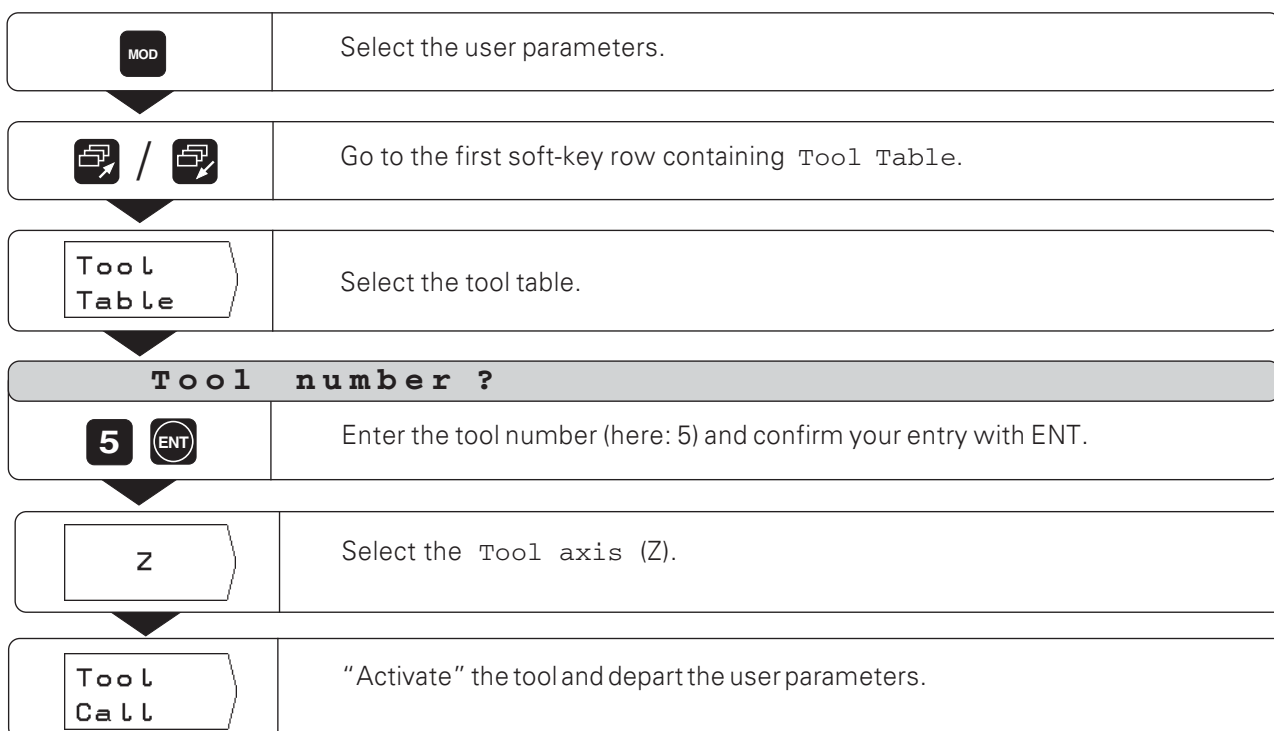 MOD
Select the user parameters.
/
Go to the first soft-key row containing Tool Table.
Tool
Table
Select the tool table.
Tool number ?
5 ENT
Enter the tool number (here: 5) and confirm your entry with ENT.
Z
Select the Tool axis (Z).
Tool
Call
“Activate” the tool and depart the user parameters.